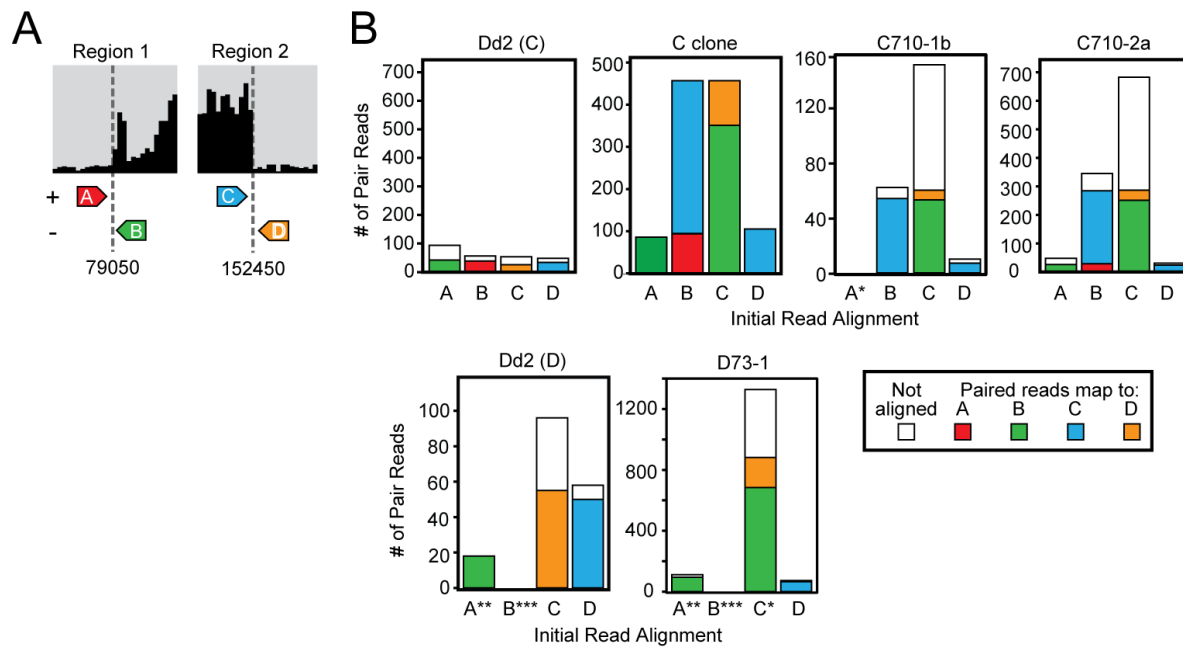 A
B
Region 1
Region 2
+
A
C
-
B
D
79050
152450
Dd2 (C)
C clone
C710-1b
C710-2a
# of Pair Reads
700
600
500
400
300
200
100
0
A B C D
500
400
300
200
100
0
A B C D
160
120
80
40
0
A* B C D
700
600
500
400
300
200
100
0
A B C D
Initial Read Alignment
Dd2 (D)
D73-1
# of Pair Reads
100
80
60
40
20
0
A** B*** C D
1200
800
400
0
A** B*** C* D
Initial Read Alignment
Not
aligned
Paired reads map to:
A B C D